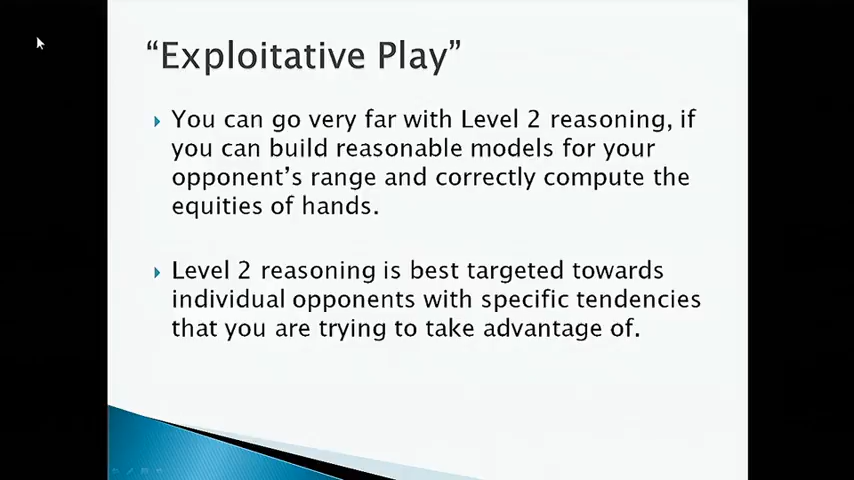 “Exploitative Play”
You can go very far with Level 2 reasoning, if
you can build reasonable models for your
opponent’s range and correctly compute the
equities of hands.
Level 2 reasoning is best targeted towards
individual opponents with specific tendencies
that you are trying to take advantage of.